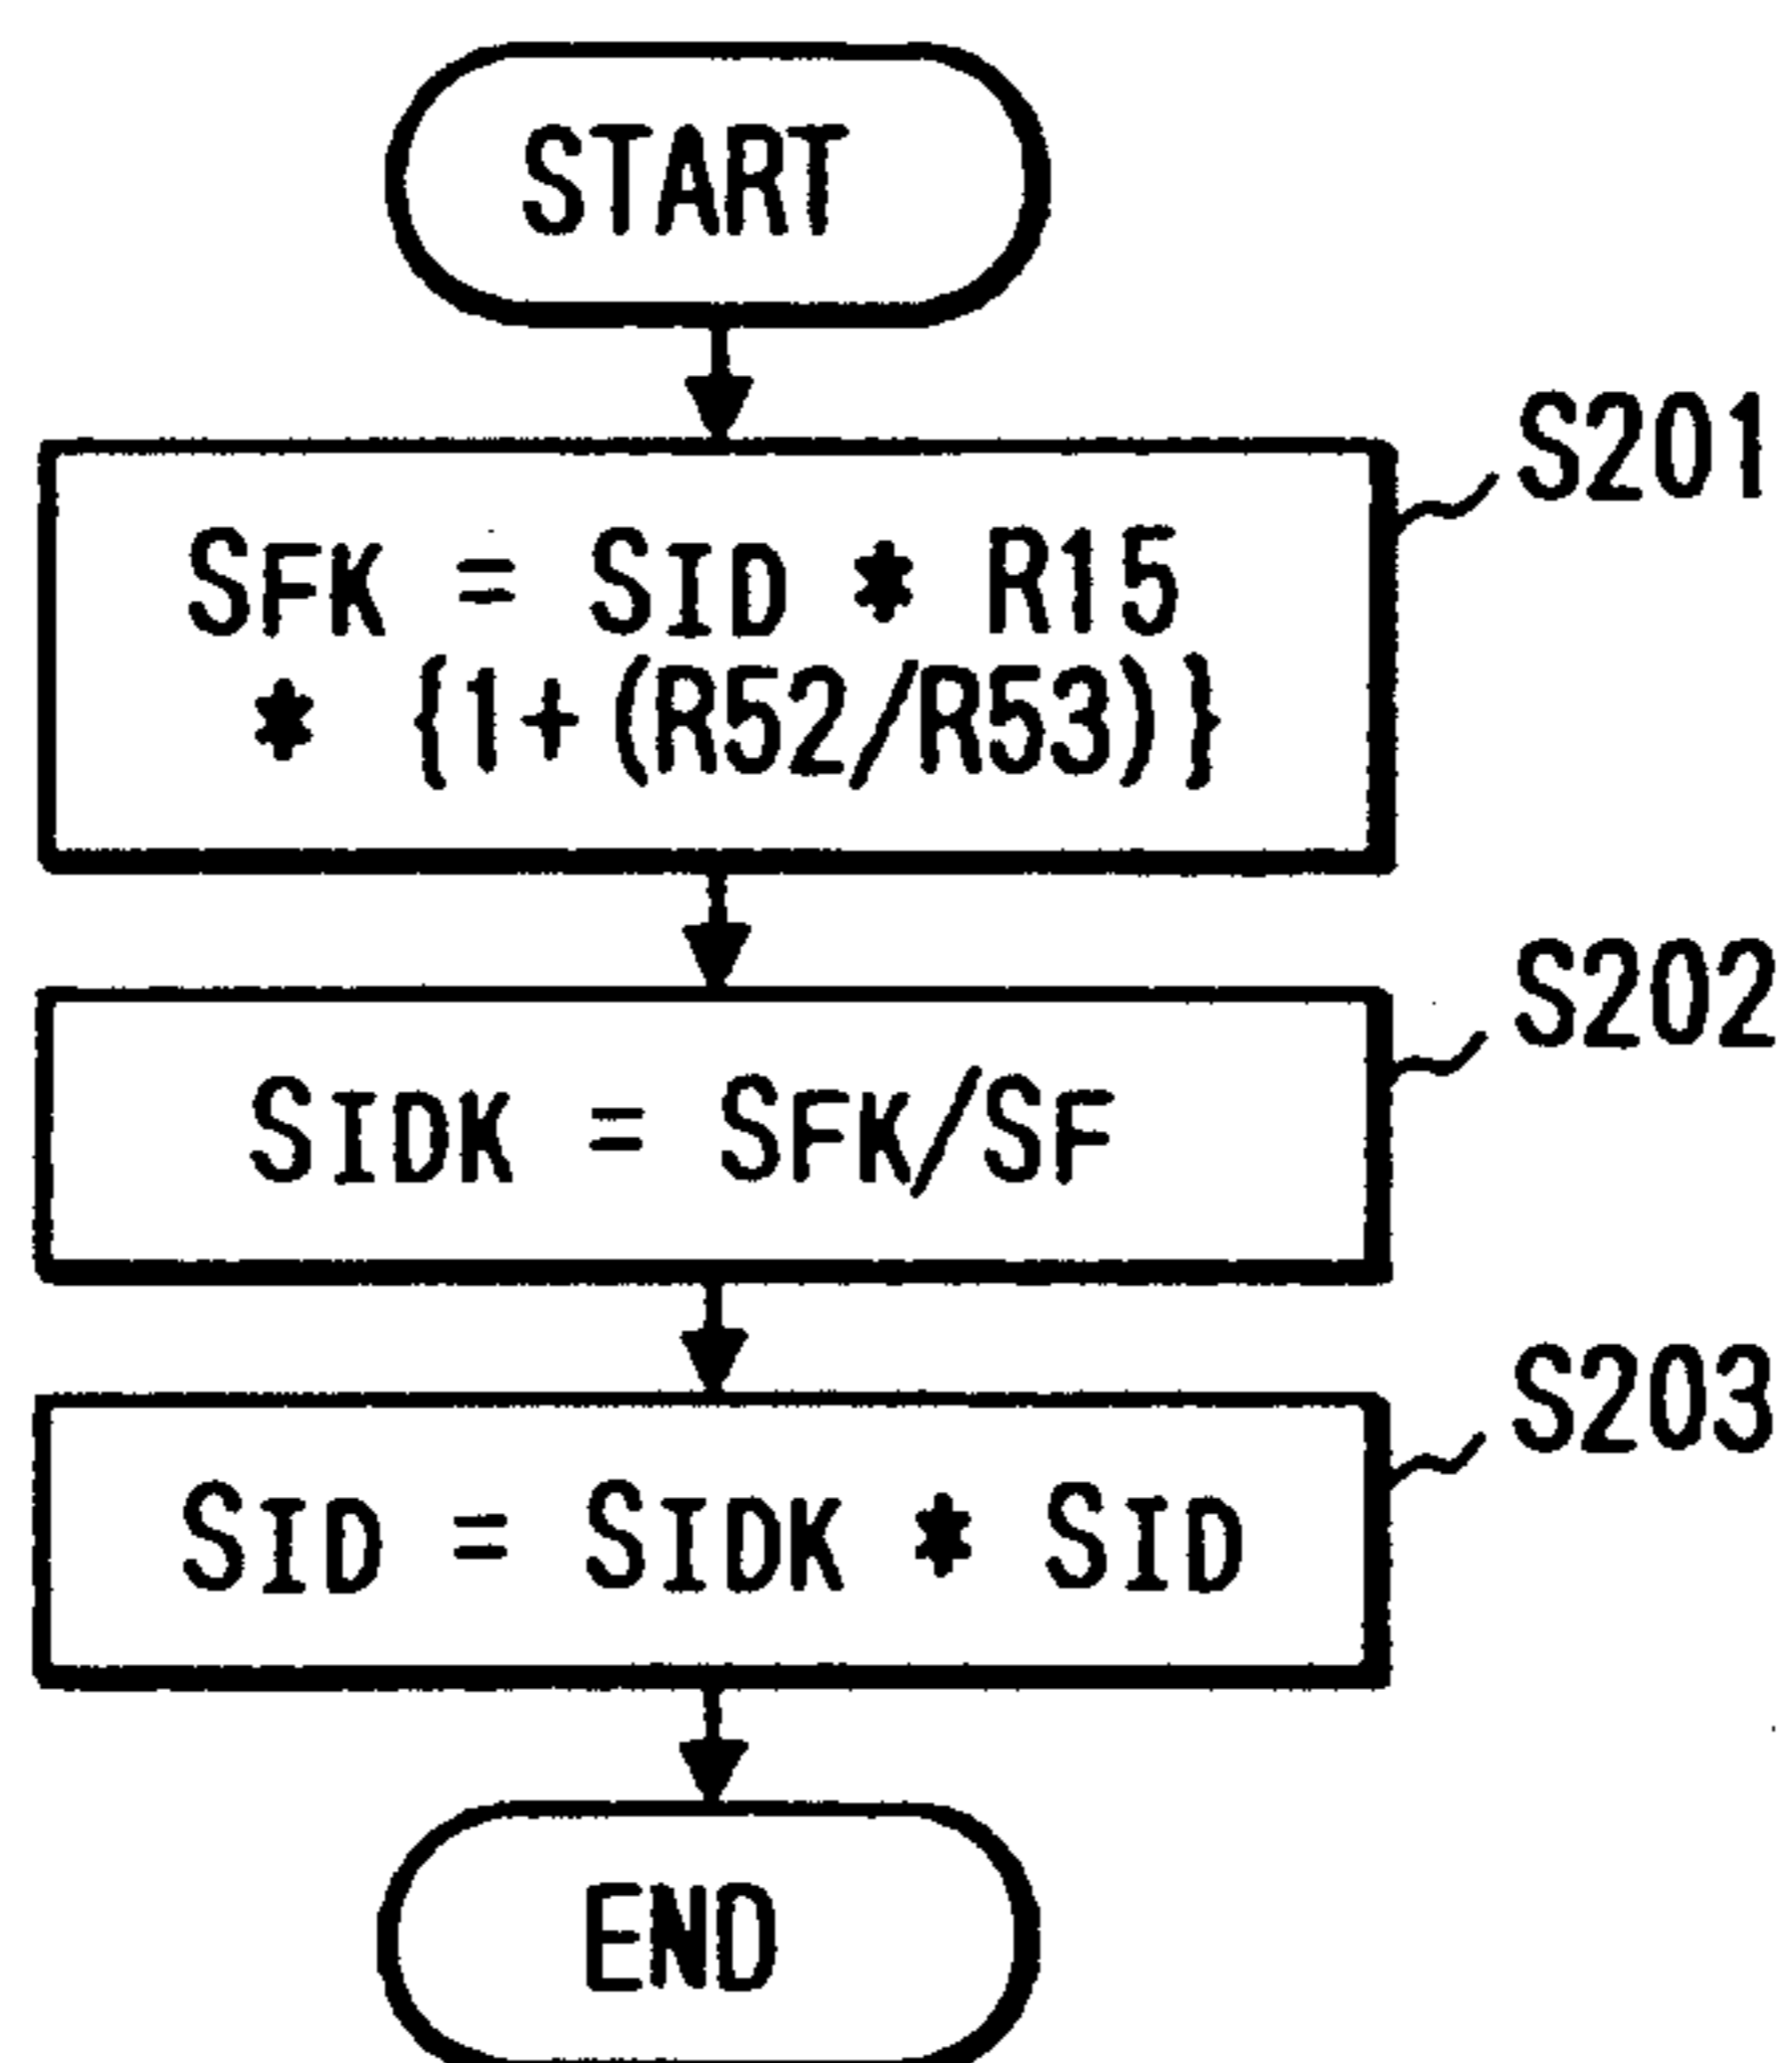 START
S201
SFK = SID * R15
* {1+(R52/R53)}
S202
SIDK = SFK/SF
S203
SID = SIDK * SID
END